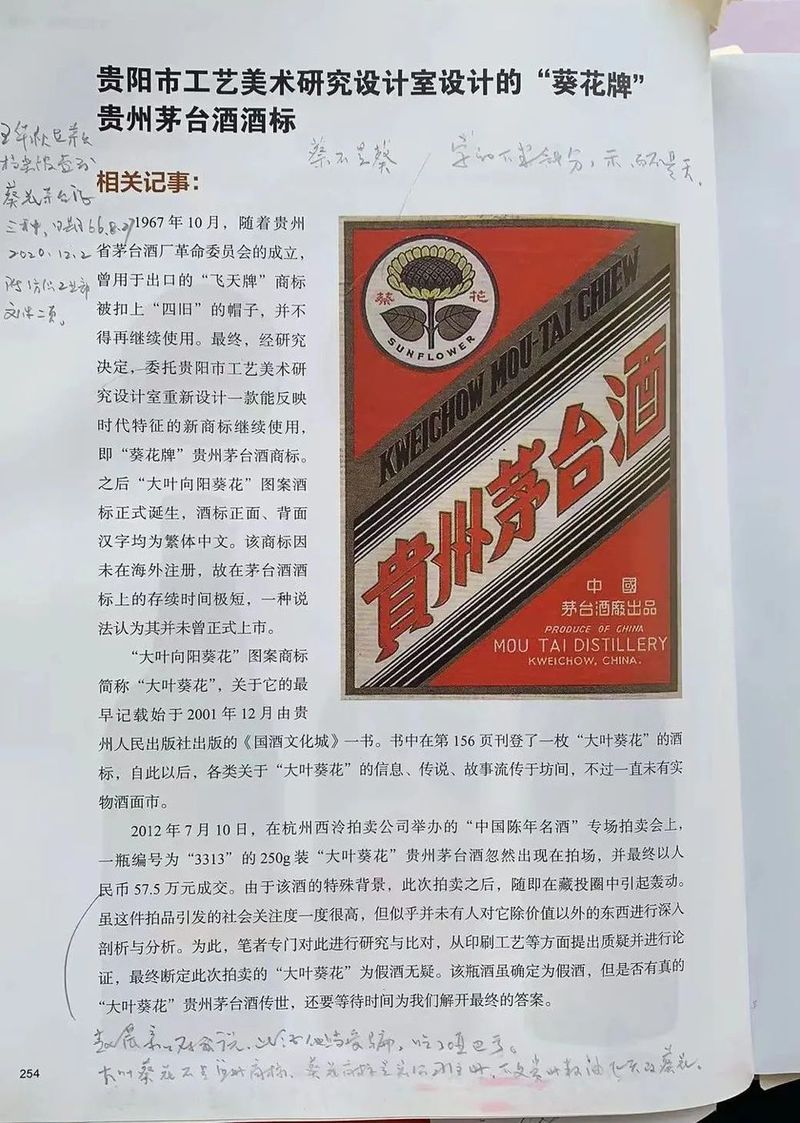 贵阳市工艺美术研究设计室设计的“葵花牌”
贵州茅台酒酒标
蔡不是葵
相关记事：
三种，日期66.8.27
2020.12.2
文件二页。
1967 年 10 月，随着贵州
省茅台酒厂革命委员会的成立，
曾用于出口的“飞天牌”商标
被扣上“四旧”的帽子，并不
得再继续使用。最终，经研究
决定，委托贵阳市工艺美术研
究设计室重新设计一款能反映
时代特征的新商标继续使用，
即“葵花牌”贵州茅台酒商标。
之后“大叶向阳葵花”图案酒
标正式诞生，酒标正面、背面
汉字均为繁体中文。该商标因
未在海外注册，故在茅台酒酒
标上的存续时间极短，一种说
法认为其并未曾正式上市。
“大叶向阳葵花”图案商标
简称“大叶葵花”，关于它的最
早记载始于 2001 年 12 月由贵
州人民出版社出版的《国酒文化城》一书。书中在第 156 页刊登了一枚“大叶葵花”的酒
标，自此以后，各类关于“大叶葵花”的信息、传说、故事流传于坊间，不过一直未有实
物酒面市。
2012 年 7 月 10 日，在杭州西泠拍卖公司举办的“中国陈年名酒”专场拍卖会上，
一瓶编号为“3313”的 250g 装“大叶葵花”贵州茅台酒忽然出现在拍场，并最终以人
民币 57.5 万元成交。由于该酒的特殊背景，此次拍卖之后，随即在藏投圈中引起轰动。
虽这件拍品引发的社会关注度一度很高，但似乎并未有人对它除价值以外的东西进行深入
剖析与分析。为此，笔者专门对此进行研究与比对，从印刷工艺等方面提出质疑并进行论
证，最终断定此次拍卖的“大叶葵花”为假酒无疑。该瓶酒虽确定为假酒，但是否有真的
“大叶葵花”贵州茅台酒传世，还要等待时间为我们解开最终的答案。
蔡 花
SUNFLOWER
KWEICHOW MOU-TAI CHIEW
貴州茅台酒
中 國
茅台酒廠出品
PRODUCE OF CHINA
MOU TAI DISTILLERY
KWEICHOW, CHINA.
254